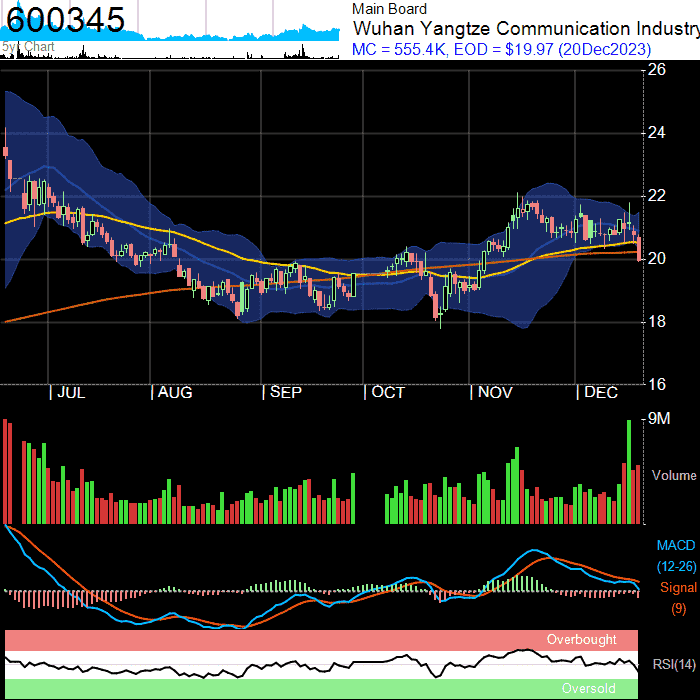 600345
5yr Chart
Main Board
Wuhan Yangtze Communication Industry
MC = 555.4K, EOD = $19.97 (20Dec2023)
26
24
22
20
18
16
JUL AUG SEP OCT NOV DEC
9M
Volume
MACD
(12-26)
Signal
(9)
Overbought
RSI(14)
Oversold